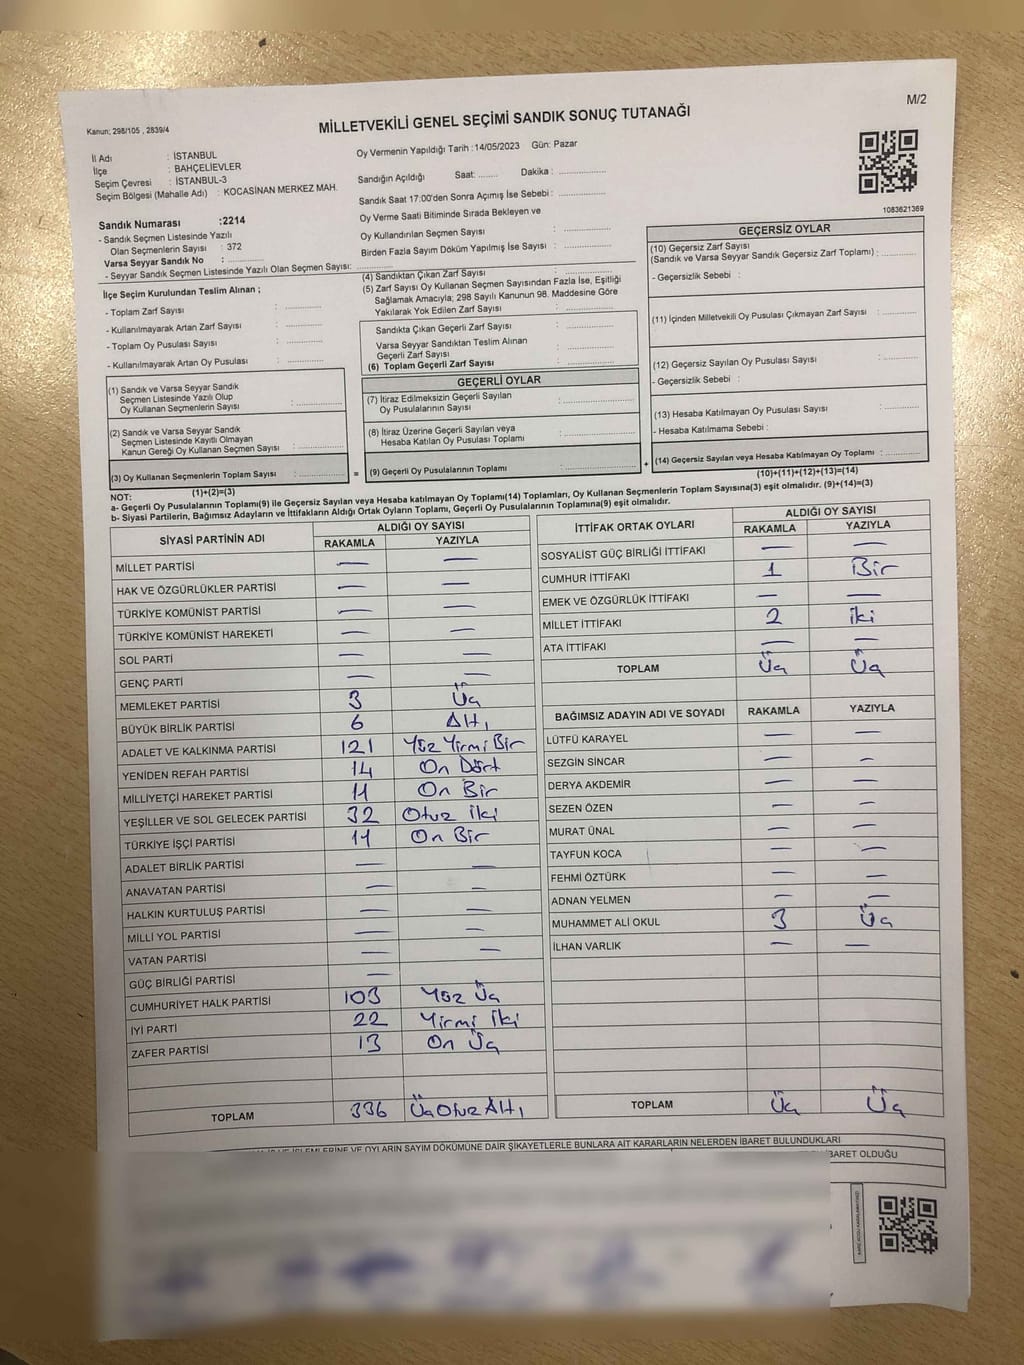 M/2
Kanun; 298/105 , 2839/4
MİLLETVEKİLİ GENEL SEÇİMİ SANDIK SONUÇ TUTANAĞI
İl Adı : İSTANBUL
İlçe : BAHÇELİEVLER
Seçim Çevresi : İSTANBUL-3
Seçim Bölgesi (Mahalle Adı) : KOCASİNAN MERKEZ MAH.
Oy Vermenin Yapıldığı Tarih :14/05/2023 Gün: Pazar
Sandığın Açıldığı Saat: ........ Dakika : ..................
Sandık Saat 17:00'den Sonra Açımış İse Sebebi : ..................
Oy Verme Saati Bitiminde Sırada Bekleyen ve
Oy Kullandırılan Seçmen Sayısı : ..................
Birden Fazla Sayım Döküm Yapılmış İse Sayısı : ..................
1083621369
Sandık Numarası :2214
- Sandık Seçmen Listesinde Yazılı
Olan Seçmenlerin Sayısı : 372
Varsa Seyyar Sandık No : ..................
- Seyyar Sandık Seçmen Listesinde Yazılı Olan Seçmen Sayısı: ..................
İlçe Seçim Kurulundan Teslim Alınan ;
- Toplam Zarf Sayısı : ..............
- Kullanılmayarak Artan Zarf Sayısı : ..............
- Toplam Oy Pusulası Sayısı : ..............
- Kullanılmayarak Artan Oy Pusulası : ..............
(1) Sandık ve Varsa Seyyar Sandık
Seçmen Listesinde Yazılı Olup
Oy Kullanan Seçmenlerin Sayısı : ..................
(2) Sandık ve Varsa Seyyar Sandık
Seçmen Listesinde Kayıtlı Olmayan
Kanun Gereği Oy Kullanan Seçmen Sayısı : ..................
(3) Oy Kullanan Seçmenlerin Toplam Sayısı : ..................
(1)+(2)=(3)
(4) Sandıktan Çıkan Zarf Sayısı : ..................
(5) Zarf Sayısı Oy Kullanan Seçmen Sayısından Fazla İse, Eşitliği
Sağlamak Amacıyla; 298 Sayılı Kanunun 98. Maddesine Göre
Yakılarak Yok Edilen Zarf Sayısı : ..................
Sandıkta Çıkan Geçerli Zarf Sayısı : ..................
Varsa Seyyar Sandıktan Teslim Alınan
Geçerli Zarf Sayısı : ..................
(6) Toplam Geçerli Zarf Sayısı : ..................
GEÇERLİ OYLAR
(7) İtiraz Edilmeksizin Geçerli Sayılan
Oy Pusulalarının Sayısı : ..................
(8) İtiraz Üzerine Geçerli Sayılan veya
Hesaba Katılan Oy Pusulası Toplamı : ..................
= (9) Geçerli Oy Pusulalarının Toplamı : ..................
GEÇERSİZ OYLAR
(10) Geçersiz Zarf Sayısı
(Sandık ve Varsa Seyyar Sandık Geçersiz Zarf Toplamı) : ..............
- Geçersizlik Sebebi :
(11) İçinden Milletvekili Oy Pusulası Çıkmayan Zarf Sayısı : ..............
(12) Geçersiz Sayılan Oy Pusulası Sayısı : ..............
- Geçersizlik Sebebi :
(13) Hesaba Katılmayan Oy Pusulası Sayısı : ..............
- Hesaba Katılmama Sebebi :
+ (14) Geçersiz Sayılan veya Hesaba Katılmayan Oy Toplamı : ..............
(10)+(11)+(12)+(13)=(14)
NOT:
a- Geçerli Oy Pusulalarının Toplamı(9) ile Geçersiz Sayılan veya Hesaba katılmayan Oy Toplamı(14) Toplamları, Oy Kullanan Seçmenlerin Toplam Sayısına(3) eşit olmalıdır. (9)+(14)=(3)
b- Siyasi Partilerin, Bağımsız Adayların ve İttifakların Aldığı Ortak Oyların Toplamı, Geçerli Oy Pusulalarının Toplamına(9) eşit olmalıdır.
SİYASİ PARTİNİN ADI ALDIĞI OY SAYISI
RAKAMLA YAZIYLA
MİLLET PARTİSİ — —
HAK VE ÖZGÜRLÜKLER PARTİSİ — —
TÜRKİYE KOMÜNİST PARTİSİ — —
TÜRKİYE KOMÜNİST HAREKETİ — —
SOL PARTİ — —
GENÇ PARTİ — —
MEMLEKET PARTİSİ 3 Üç
BÜYÜK BİRLİK PARTİSİ 6 Altı
ADALET VE KALKINMA PARTİSİ 121 Yüz Yirmi Bir
YENİDEN REFAH PARTİSİ 14 On Dört
MİLLİYETÇİ HAREKET PARTİSİ 11 On Bir
YEŞİLLER VE SOL GELECEK PARTİSİ 32 Otuz İki
TÜRKİYE İŞÇİ PARTİSİ 11 On Bir
ADALET BİRLİK PARTİSİ — —
ANAVATAN PARTİSİ — —
HALKIN KURTULUŞ PARTİSİ — —
MİLLİ YOL PARTİSİ — —
VATAN PARTİSİ — —
GÜÇ BİRLİĞİ PARTİSİ —
CUMHURİYET HALK PARTİSİ 103 Yüz Üç
İYİ PARTİ 22 Yirmi İki
ZAFER PARTİSİ 13 On Üç
TOPLAM 336 Üç Otuz Altı
İTTİFAK ORTAK OYLARI ALDIĞI OY SAYISI
RAKAMLA YAZIYLA
SOSYALİST GÜÇ BİRLİĞİ İTTİFAKI — —
CUMHUR İTTİFAKI 1 Bir
EMEK VE ÖZGÜRLÜK İTTİFAKI — —
MİLLET İTTİFAKI 2 iki
ATA İTTİFAKI — —
TOPLAM Üç Üç
BAĞIMSIZ ADAYIN ADI VE SOYADI RAKAMLA YAZIYLA
LÜTFÜ KARAYEL — —
SEZGİN SİNCAR — —
DERYA AKDEMİR — —
SEZEN ÖZEN — —
MURAT ÜNAL — —
TAYFUN KOCA — —
FEHMİ ÖZTÜRK — —
ADNAN YELMEN — —
MUHAMMET ALİ OKUL 3 Üç
İLHAN VARLIK — —
TOPLAM Üç Üç
İŞLEMLERİNE VE OYLARIN SAYIM DÖKÜMÜNE DAİR ŞİKAYETLERLE BUNLARA AİT KARARLARIN NELERDEN İBARET BULUNDUKLARI
İBARET OLDUĞU